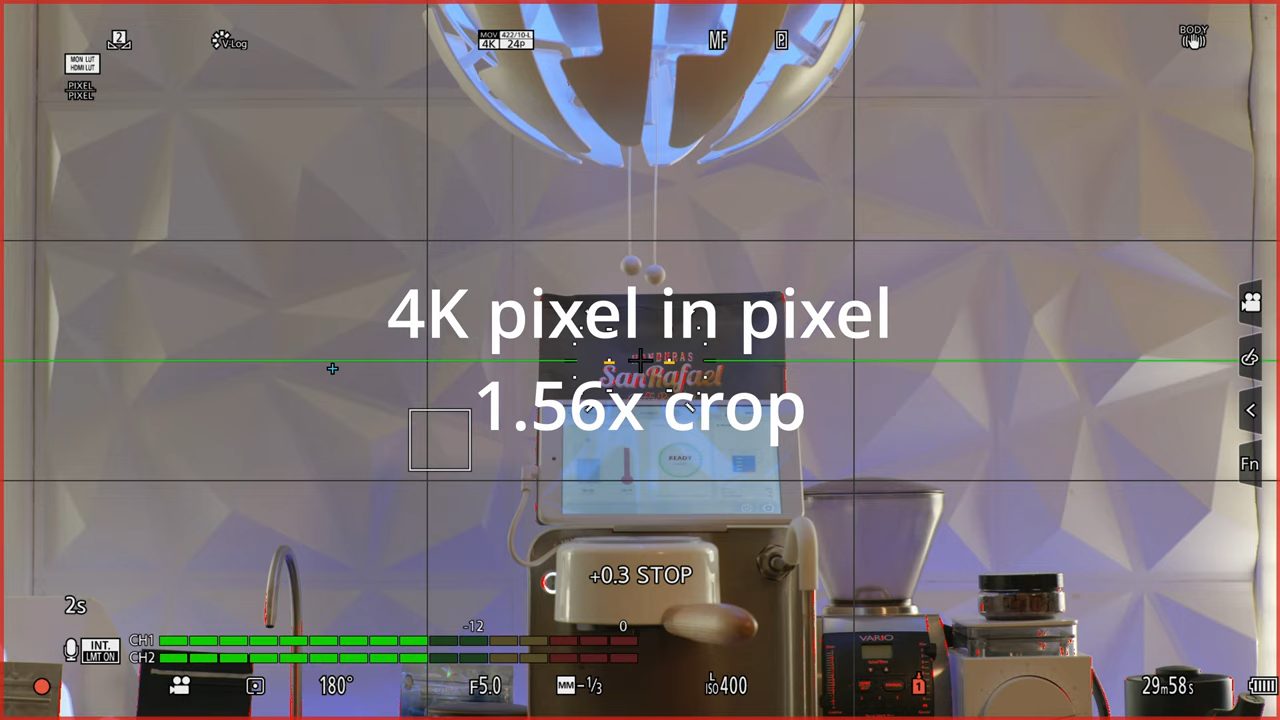 2
V-Log
MOV 422/10-L
4K 24p
MF
P
BODY
MON LUT
HDMI LUT
PIXEL
PIXEL
4K pixel in pixel
HONDURAS
SanRafael
1.56x crop
READY
Fn
+0.3 STOP
2s
-12 0
INT.
LMT ON
CH1
CH2
VARIO
180°
F5.0
MM -1/3
L
ISO400
29m58s